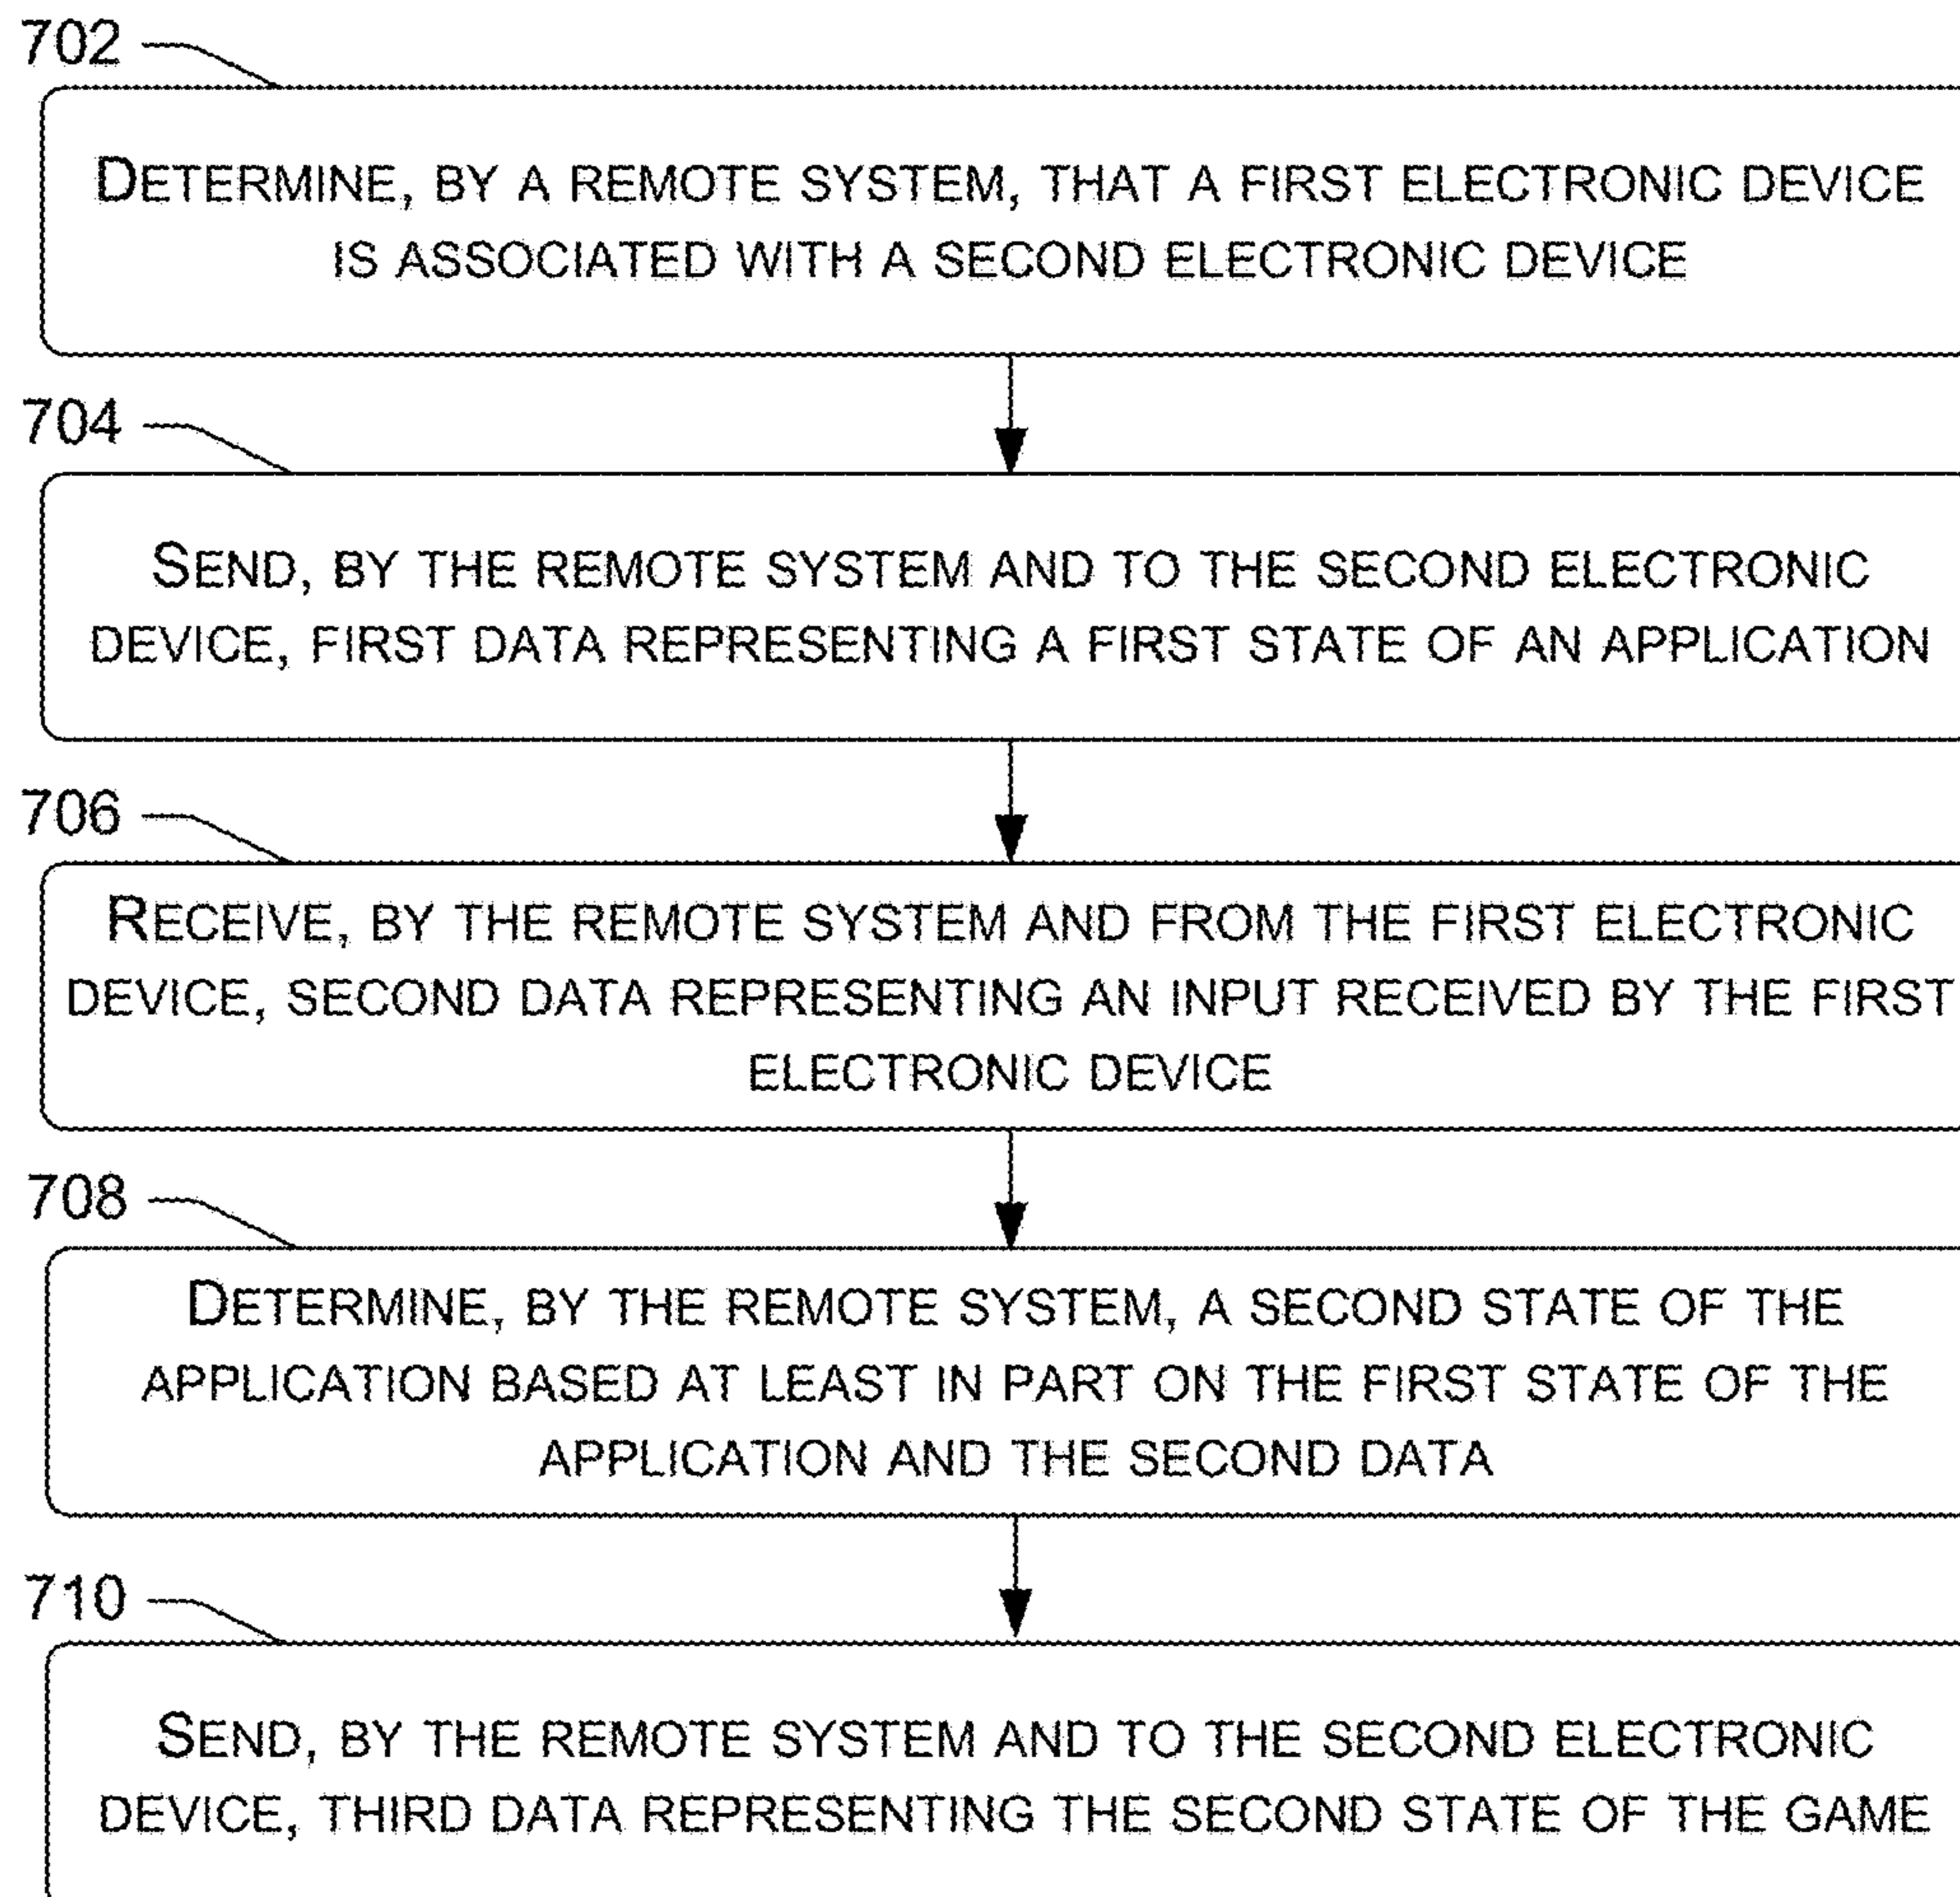 702
DETERMINE, BY A REMOTE SYSTEM, THAT A FIRST ELECTRONIC DEVICE
IS ASSOCIATED WITH A SECOND ELECTRONIC DEVICE
704
SEND, BY THE REMOTE SYSTEM AND TO THE SECOND ELECTRONIC
DEVICE, FIRST DATA REPRESENTING A FIRST STATE OF AN APPLICATION
706
RECEIVE, BY THE REMOTE SYSTEM AND FROM THE FIRST ELECTRONIC
DEVICE, SECOND DATA REPRESENTING AN INPUT RECEIVED BY THE FIRST
ELECTRONIC DEVICE
708
DETERMINE, BY THE REMOTE SYSTEM, A SECOND STATE OF THE
APPLICATION BASED AT LEAST IN PART ON THE FIRST STATE OF THE
APPLICATION AND THE SECOND DATA
710
SEND, BY THE REMOTE SYSTEM AND TO THE SECOND ELECTRONIC
DEVICE, THIRD DATA REPRESENTING THE SECOND STATE OF THE GAME